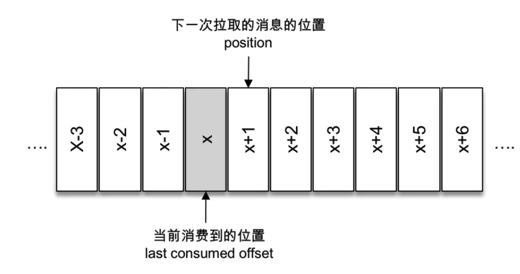 下一次拉取的消息的位置
position
.... X-3 x-2 x-1 x x+1 x+2 x+3 x+4 x+5 x+6 ....
当前消费到的位置
last consumed offset